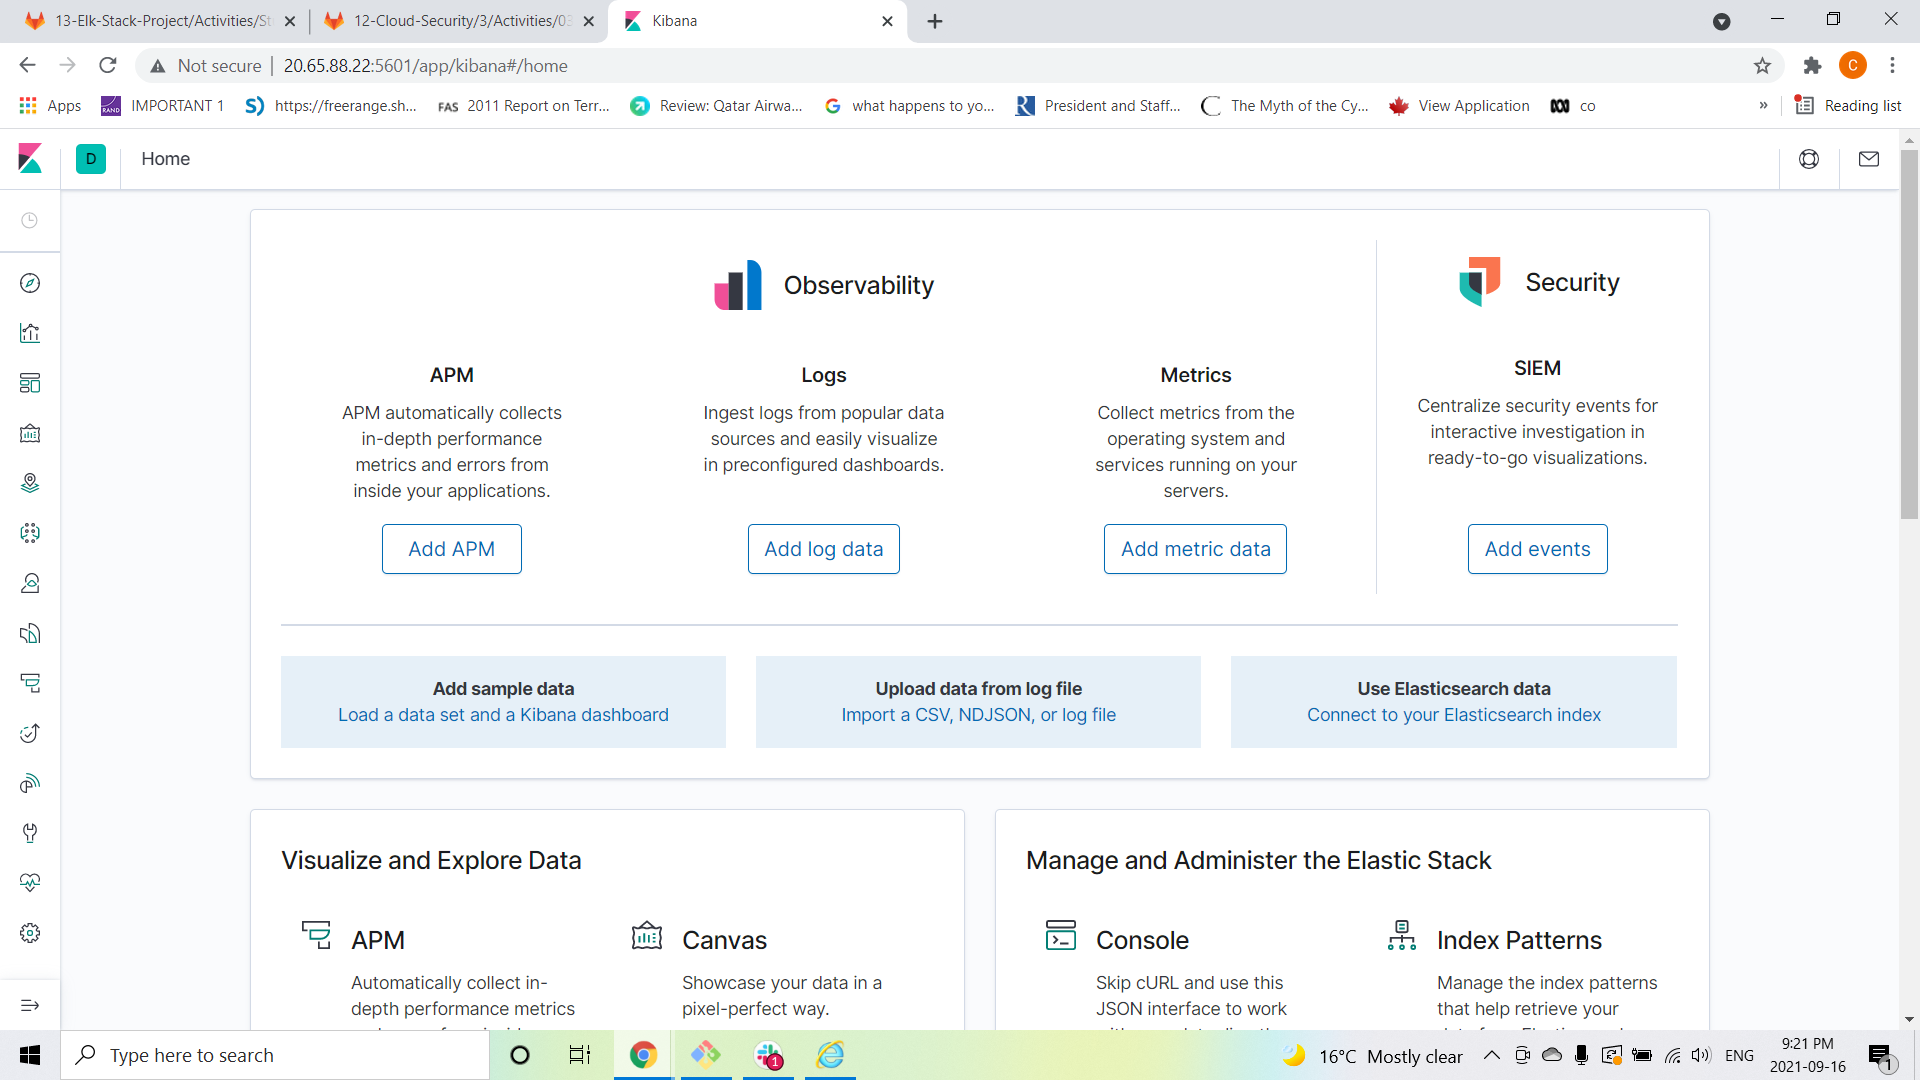 13-Elk-Stack-Project/Activities/St
12-Cloud-Security/3/Activities/03
Kibana
Not secure
20.65.88.22:5601/app/kibana#/home
C
Apps
RAND
IMPORTANT 1
https://freerange.sh...
FAS
2011 Report on Terr...
Review: Qatar Airwa...
what happens to yo...
President and Staff...
The Myth of the Cy...
View Application
co
»
Reading list
D
Home
Observability
Security
APM
APM automatically collects
in-depth performance
metrics and errors from
inside your applications.
Add APM
Logs
Ingest logs from popular data
sources and easily visualize
in preconfigured dashboards.
Add log data
Metrics
Collect metrics from the
operating system and
services running on your
servers.
Add metric data
SIEM
Centralize security events for
interactive investigation in
ready-to-go visualizations.
Add events
Add sample data
Load a data set and a Kibana dashboard
Upload data from log file
Import a CSV, NDJSON, or log file
Use Elasticsearch data
Connect to your Elasticsearch index
Visualize and Explore Data
APM
Automatically collect in-
depth performance metrics
Canvas
Showcase your data in a
pixel-perfect way.
Manage and Administer the Elastic Stack
Console
Skip cURL and use this
JSON interface to work
Index Patterns
Manage the index patterns
that help retrieve your
Type here to search
1
16°C Mostly clear
ENG
9:21 PM
2021-09-16
1